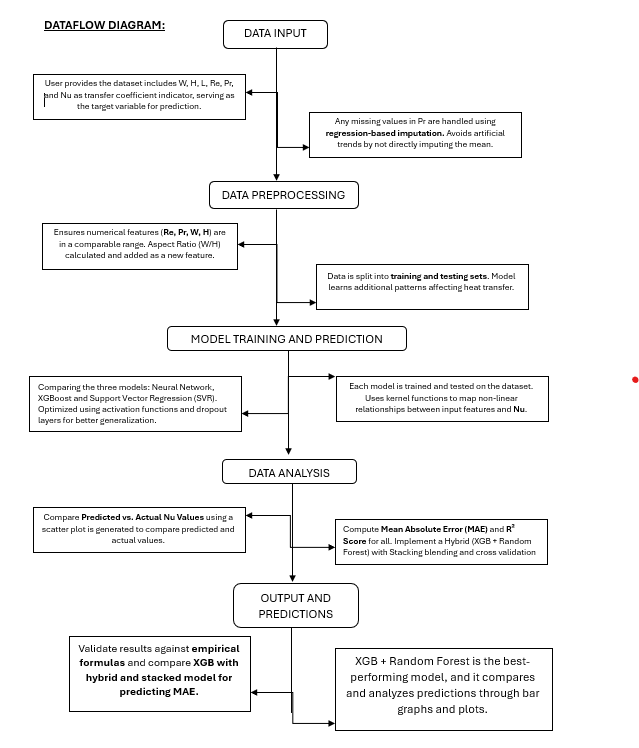 DATAFLOW DIAGRAM:
DATA INPUT
User provides the dataset includes W, H, L, Re, Pr,
and Nu as transfer coefficient indicator, serving as
the target variable for prediction.
Any missing values in Pr are handled using
regression-based imputation. Avoids artificial
trends by not directly imputing the mean.
DATA PREPROCESSING
Ensures numerical features (Re, Pr, W, H) are
in a comparable range. Aspect Ratio (W/H)
calculated and added as a new feature.
Data is split into training and testing sets. Model
learns additional patterns affecting heat transfer.
MODEL TRAINING AND PREDICTION
Comparing the three models: Neural Network,
XGBoost and Support Vector Regression (SVR).
Optimized using activation functions and dropout
layers for better generalization.
Each model is trained and tested on the dataset.
Uses kernel functions to map non-linear
relationships between input features and Nu.
DATA ANALYSIS
Compare Predicted vs. Actual Nu Values using a
scatter plot is generated to compare predicted and
actual values.
Compute Mean Absolute Error (MAE) and R²
Score for all. Implement a Hybrid (XGB + Random
Forest) with Stacking blending and cross validation
OUTPUT AND
PREDICTIONS
Validate results against empirical
formulas and compare XGB with
hybrid and stacked model for
predicting MAE.
XGB + Random Forest is the best-
performing model, and it compares
and analyzes predictions through bar
graphs and plots.